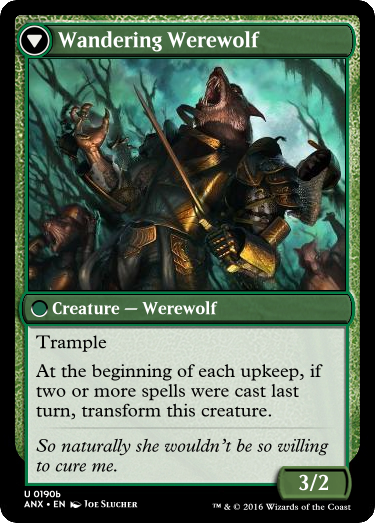 Wandering Werewolf
Creature — Werewolf
Trample
At the beginning of each upkeep, if
two or more spells were cast last
turn, transform this creature.
So naturally she wouldn't be so willing
to cure me.
3/2
U 0190b
ANX • EN Joe Slucher
™ & © 2016 Wizards of the Coast